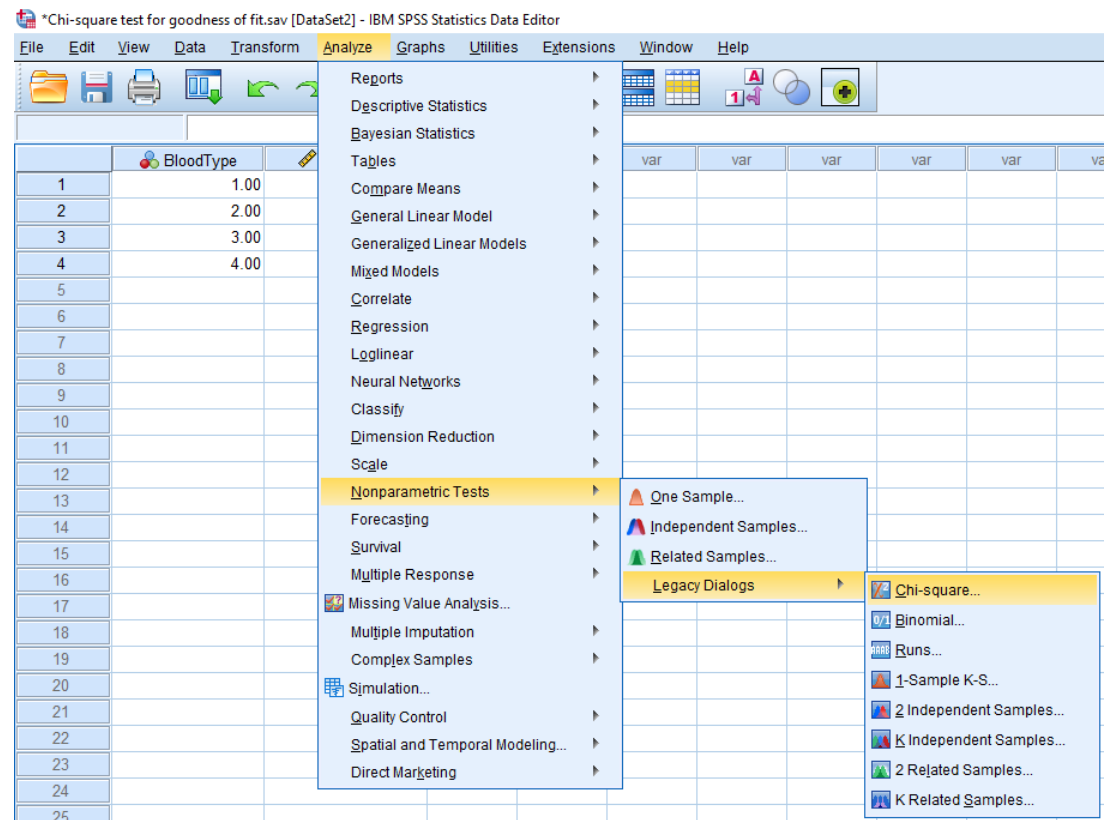 *Chi-square test for goodness of fit.sav [DataSet2] - IBM SPSS Statistics Data Editor
File Edit View Data Transform Analyze Graphs Utilities Extensions Window Help
BloodType var var var var var va
1 1.00
2 2.00
3 3.00
4 4.00
5
6
7
8
9
10
11
12
13
14
15
16
17
18
19
20
21
22
23
24
25
Reports
Descriptive Statistics
Bayesian Statistics
Tables
Compare Means
General Linear Model
Generalized Linear Models
Mixed Models
Correlate
Regression
Loglinear
Neural Networks
Classify
Dimension Reduction
Scale
Nonparametric Tests
Forecasting
Survival
Multiple Response
Missing Value Analysis...
Multiple Imputation
Complex Samples
Simulation...
Quality Control
Spatial and Temporal Modeling...
Direct Marketing
One Sample...
Independent Samples...
Related Samples...
Legacy Dialogs
Chi-square...
Binomial...
Runs...
1-Sample K-S...
2 Independent Samples...
K Independent Samples...
2 Related Samples...
K Related Samples...